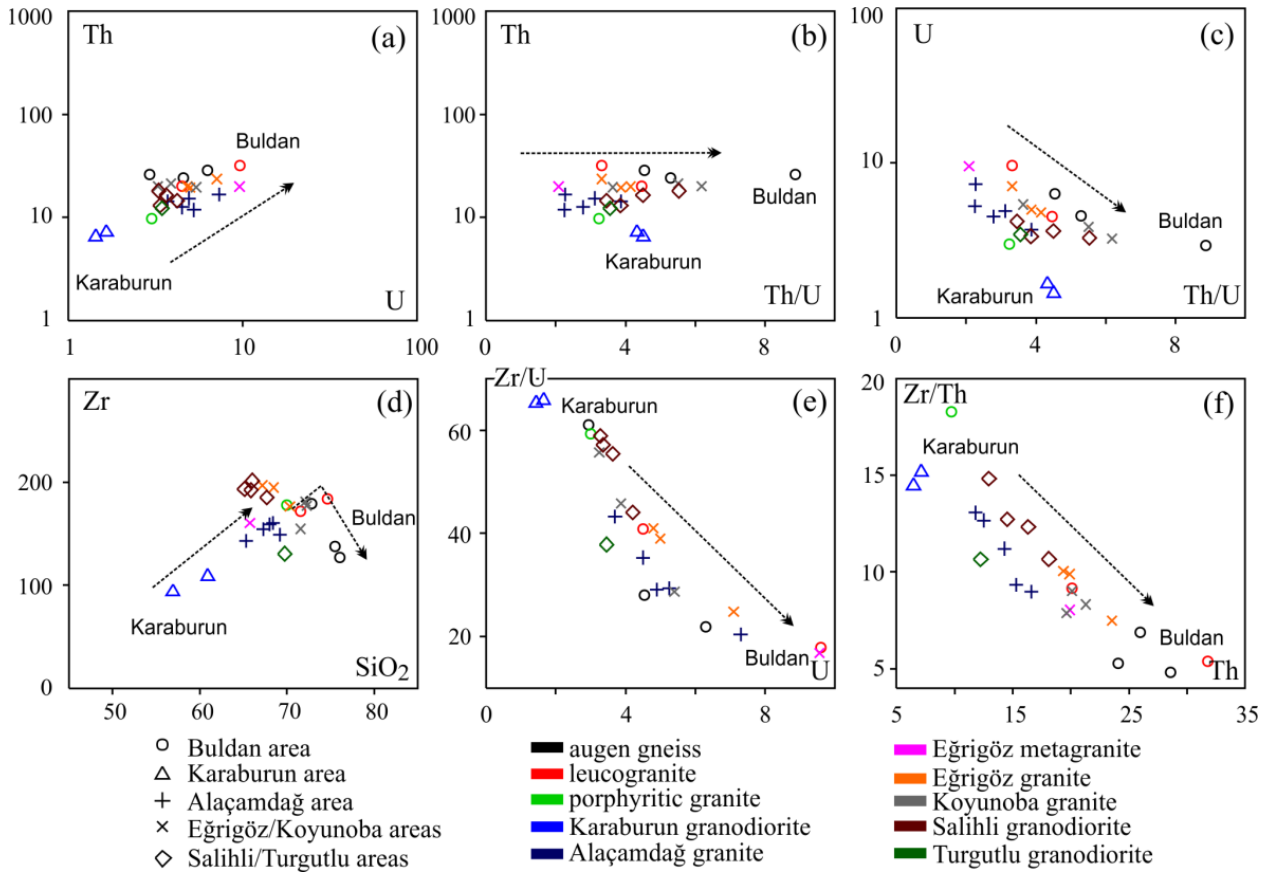 1000
100
10
1
Th
(a)
Buldan
Karaburun
U
1
10
100
1000
100
10
1
Th
(b)
Buldan
Karaburun
Th/U
0
4
8
100
10
1
U
(c)
Buldan
Karaburun
Th/U
0
4
8
200
100
0
Zr
(d)
Buldan
Karaburun
SiO₂
50
60
70
80
Zr/U
60
40
20
(e)
Karaburun
Buldan
U
0
4
8
20
15
10
5
Zr/Th
(f)
Karaburun
Buldan
Th
5
15
25
35
Buldan area
Karaburun area
Alaçamdağ area
Eğrigöz/Koyunoba areas
Salihli/Turgutlu areas
augen gneiss
leucogranite
porphyritic granite
Karaburun granodiorite
Alaçamdağ granite
Eğrigöz metagranite
Eğrigöz granite
Koyunoba granite
Salihli granodiorite
Turgutlu granodiorite